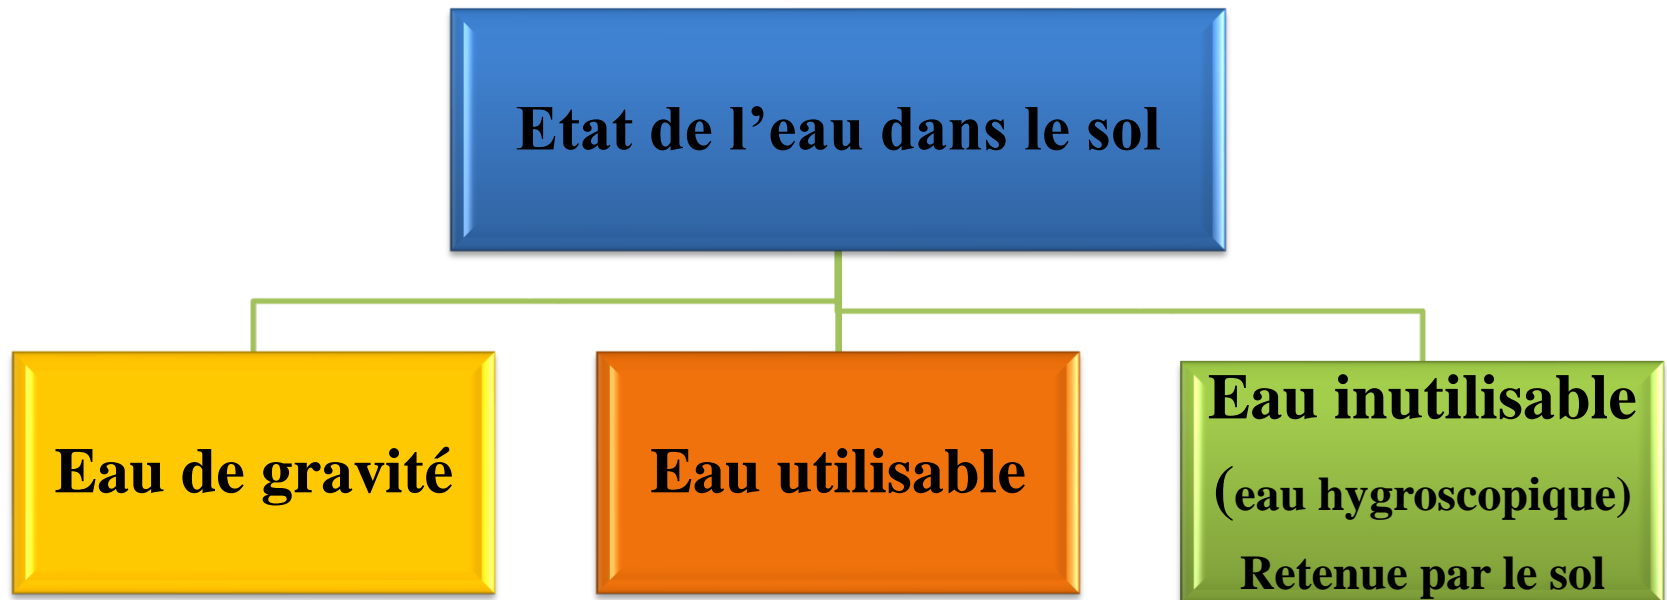 Etat de l’eau dans le sol
Eau de gravité
Eau utilisable
Eau inutilisable
(eau hygroscopique)
Retenue par le sol